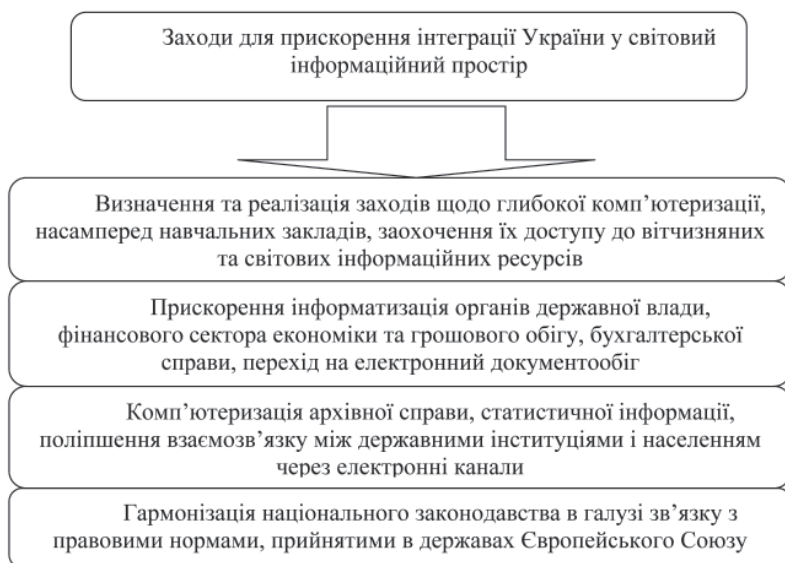 Заходи для прискорення інтеграції України у світовий
інформаційний простір
Визначення та реалізація заходів щодо глибокої комп’ютеризації,
насамперед навчальних закладів, заохочення їх доступу до вітчизняних
та світових інформаційних ресурсів
Прискорення інформатизація органів державної влади,
фінансового сектора економіки та грошового обігу, бухгалтерської
справи, перехід на електронний документообіг
Комп’ютеризація архівної справи, статистичної інформації,
поліпшення взаємозв’язку між державними інституціями і населенням
через електронні канали
Гармонізація національного законодавства в галузі зв’язку з
правовими нормами, прийнятими в державах Європейського Союзу